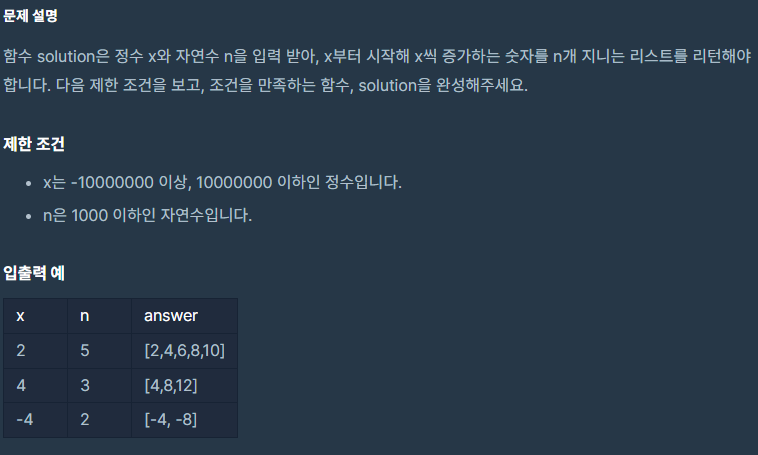 문제 설명
함수 solution은 정수 x와 자연수 n을 입력 받아, x부터 시작해 x씩 증가하는 숫자를 n개 지니는 리스트를 리턴해야
합니다. 다음 제한 조건을 보고, 조건을 만족하는 함수, solution을 완성해주세요.
제한 조건
• x는 -10000000 이상, 10000000 이하인 정수입니다.
• n은 1000 이하인 자연수입니다.
입출력 예
x n answer
2 5 [2,4,6,8,10]
4 3 [4,8,12]
-4 2 [-4, -8]